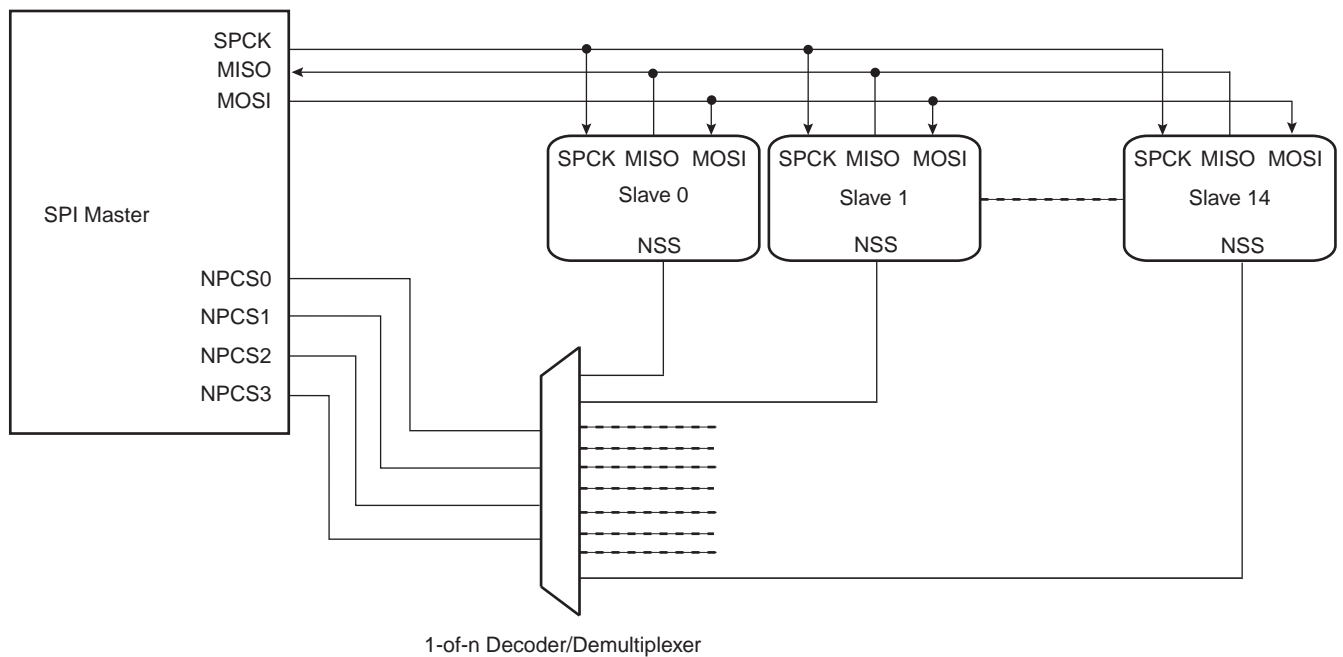 SPCK
MISO
MOSI
SPI Master
NPCS0
NPCS1
NPCS2
NPCS3
SPCK MISO MOSI
Slave 0
NSS
SPCK MISO MOSI
Slave 1
NSS
SPCK MISO MOSI
Slave 14
NSS
1-of-n Decoder/Demultiplexer